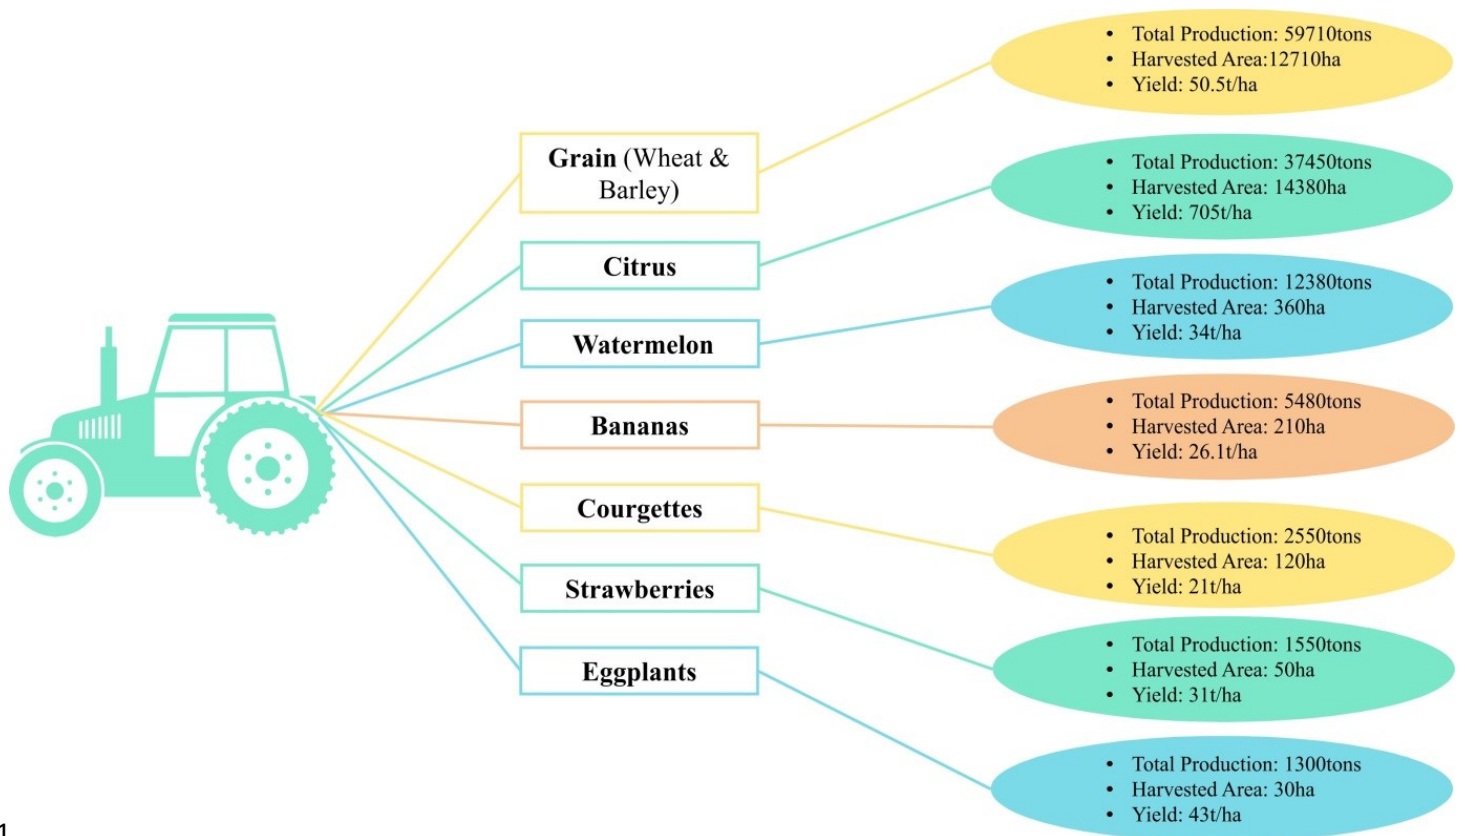 Grain (Wheat &
Barley)
Citrus
Watermelon
Bananas
Courgettes
Strawberries
Eggplants
• Total Production: 59710tons
• Harvested Area:12710ha
• Yield: 50.5t/ha
• Total Production: 37450tons
• Harvested Area: 14380ha
• Yield: 705t/ha
• Total Production: 12380tons
• Harvested Area: 360ha
• Yield: 34t/ha
• Total Production: 5480tons
• Harvested Area: 210ha
• Yield: 26.1t/ha
• Total Production: 2550tons
• Harvested Area: 120ha
• Yield: 21t/ha
• Total Production: 1550tons
• Harvested Area: 50ha
• Yield: 31t/ha
• Total Production: 1300tons
• Harvested Area: 30ha
• Yield: 43t/ha